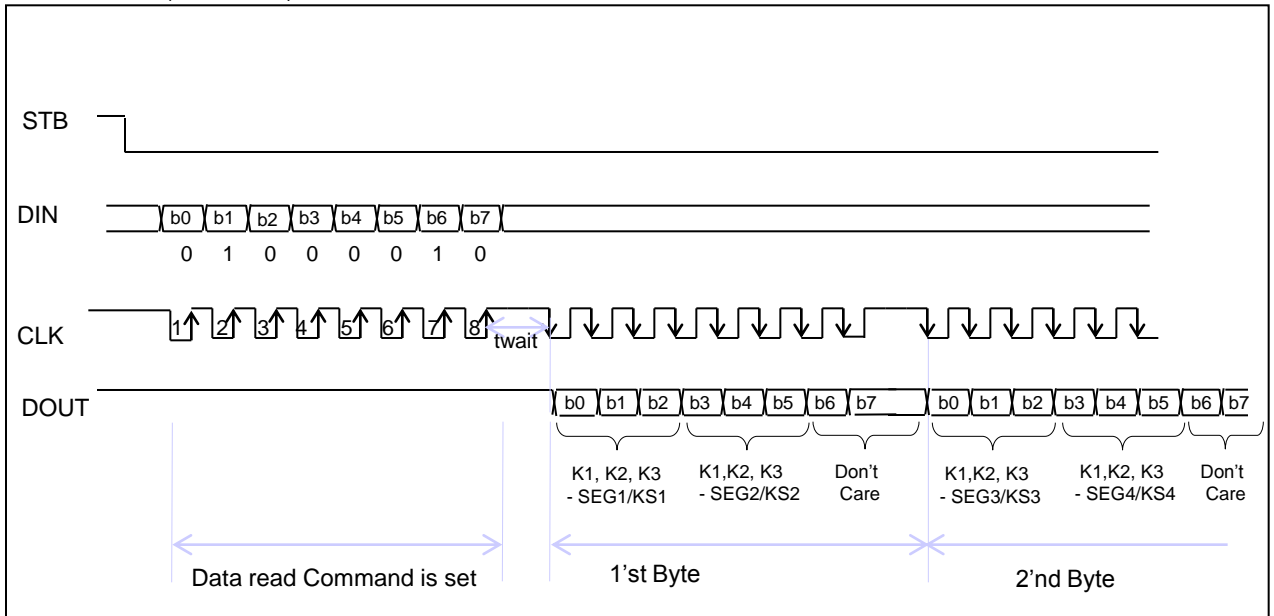 STB
DIN
b0 b1 b2 b3 b4 b5 b6 b7
0 1 0 0 0 0 1 0
CLK
1 2 3 4 5 6 7 8
twait
DOUT
b0 b1 b2 b3 b4 b5 b6 b7 b0 b1 b2 b3 b4 b5 b6 b7
K1, K2, K3
- SEG1/KS1
K1,K2, K3
- SEG2/KS2
Don't
Care
K1,K2, K3
- SEG3/KS3
K1,K2, K3
- SEG4/KS4
Don't
Care
Data read Command is set
1'st Byte
2'nd Byte